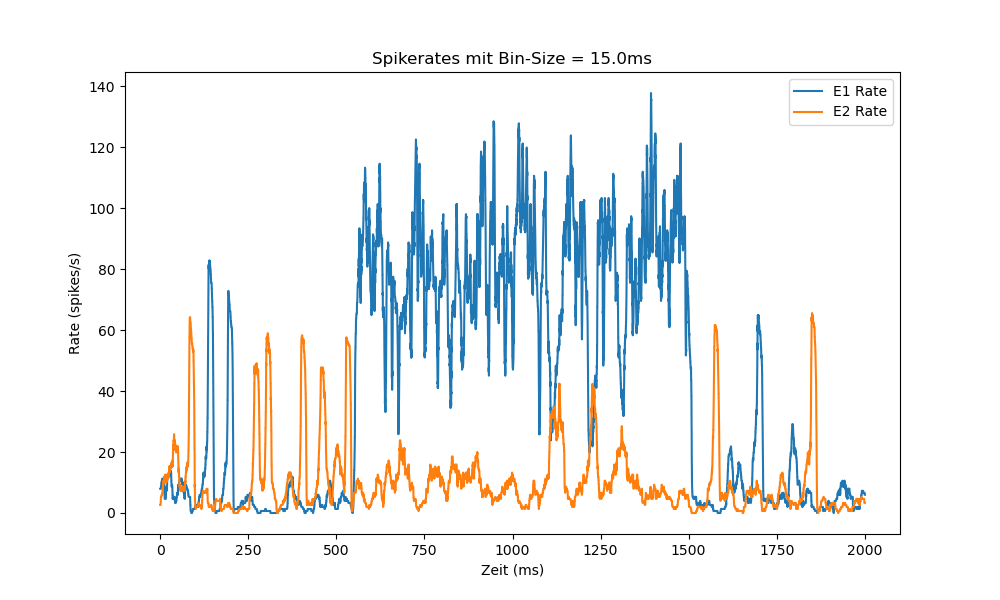 Spikerates mit Bin-Size = 15.0ms
E1 Rate
E2 Rate
Rate (spikes/s)
140
120
100
80
60
40
20
0
0 250 500 750 1000 1250 1500 1750 2000
Zeit (ms)